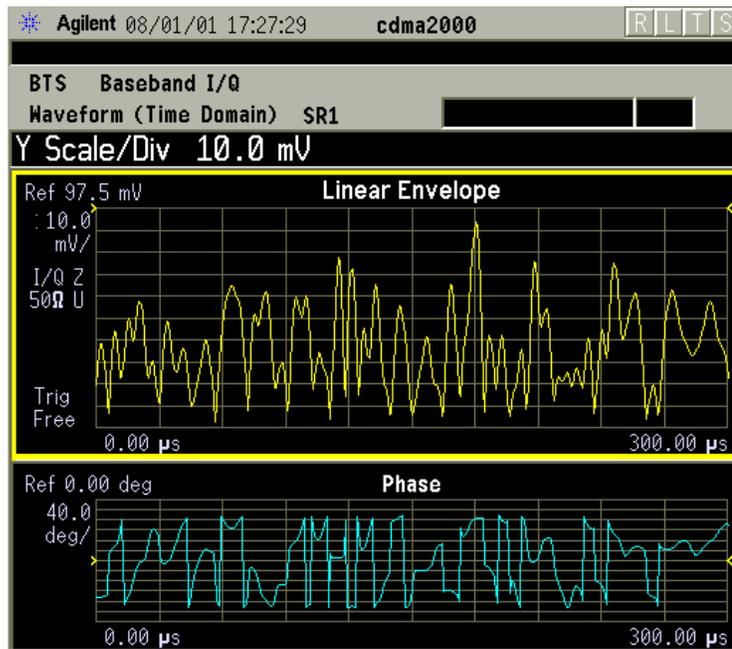 Agilent 08/01/01 17:27:29 cdma2000 R L T S
BTS Baseband I/Q
Waveform (Time Domain) SR1
Y Scale/Div 10.0 mV
Ref 97.5 mV Linear Envelope
10.0
mV/
I/Q Z
50Ω U
Trig
Free
0.00 µs 300.00 µs
Ref 0.00 deg Phase
40.0
deg/
0.00 µs 300.00 µs